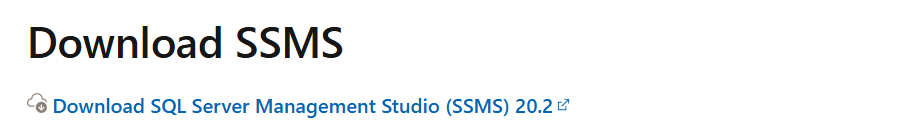 Download SSMS
Download SQL Server Management Studio (SSMS) 20.2